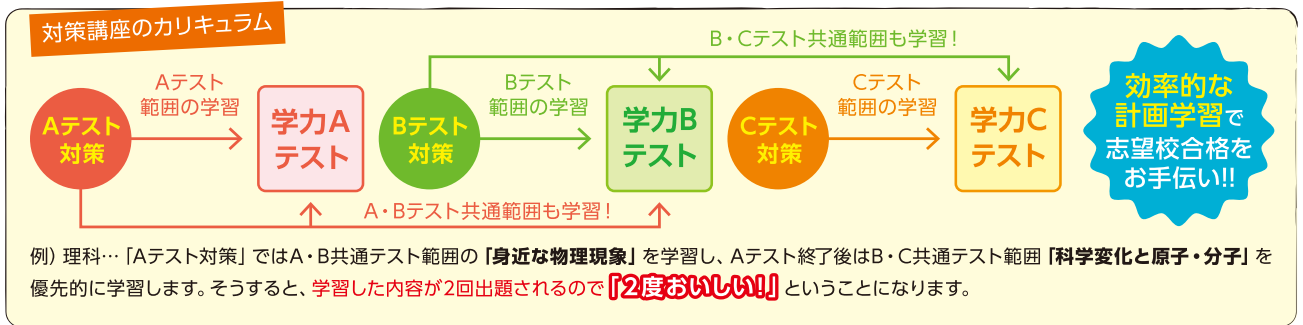 対策講座のカリキュラム
B・Cテスト共通範囲も学習！
Aテスト
範囲の学習
Bテスト
範囲の学習
Cテスト
範囲の学習
Aテスト
対策
学力A
テスト
Bテスト
対策
学力B
テスト
Cテスト
対策
学力C
テスト
効率的な
計画学習で
志望校合格を
お手伝い!!
A・Bテスト共通範囲も学習！
例）理科…「Aテスト対策」ではA・B共通テスト範囲の「身近な物理現象」を学習し、Aテスト終了後はB・C共通テスト範囲「科学変化と原子・分子」を
優先的に学習します。そうすると、学習した内容が2回出題されるので「2度おいしい！」ということになります。